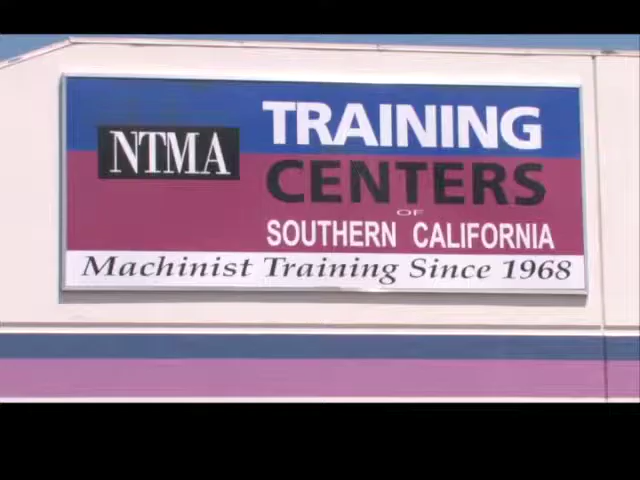 NTMA
TRAINING
CENTERS
OF
SOUTHERN CALIFORNIA
Machinist Training Since 1968